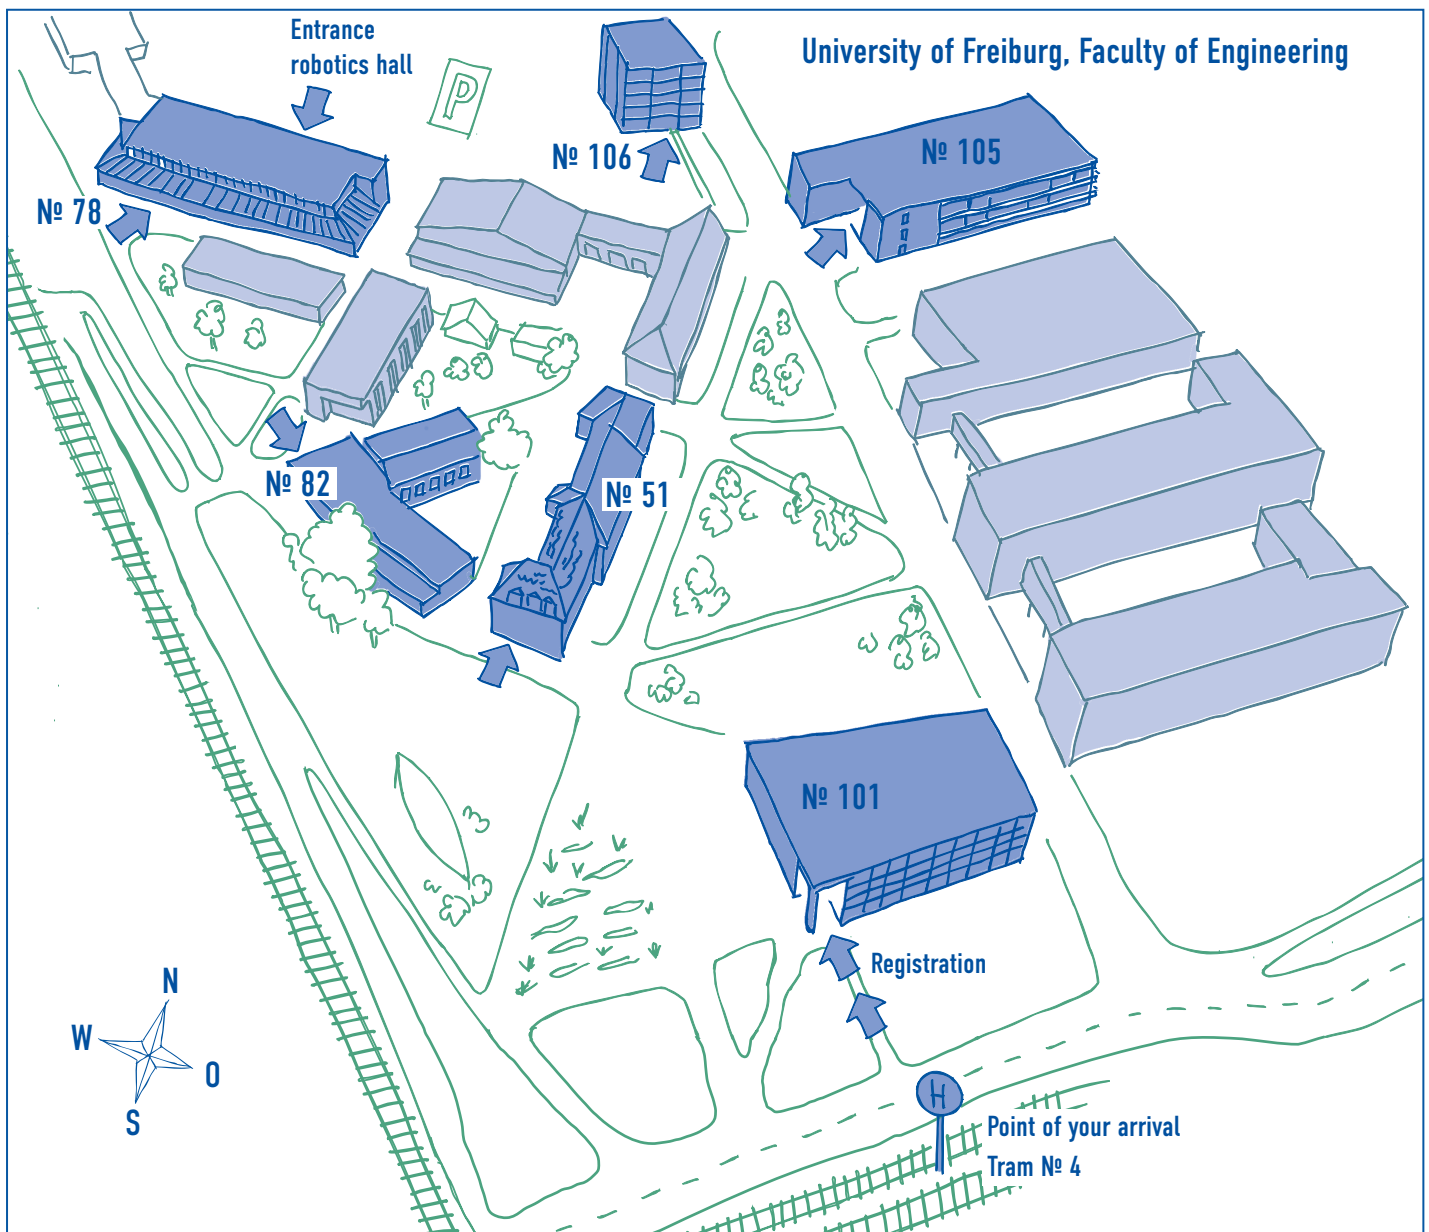 Entrance
robotics hall
P
University of Freiburg, Faculty of Engineering
№ 106
№ 105
№ 78
№ 82
№ 51
№ 101
Registration
N
W
O
S
H
Point of your arrival
Tram № 4